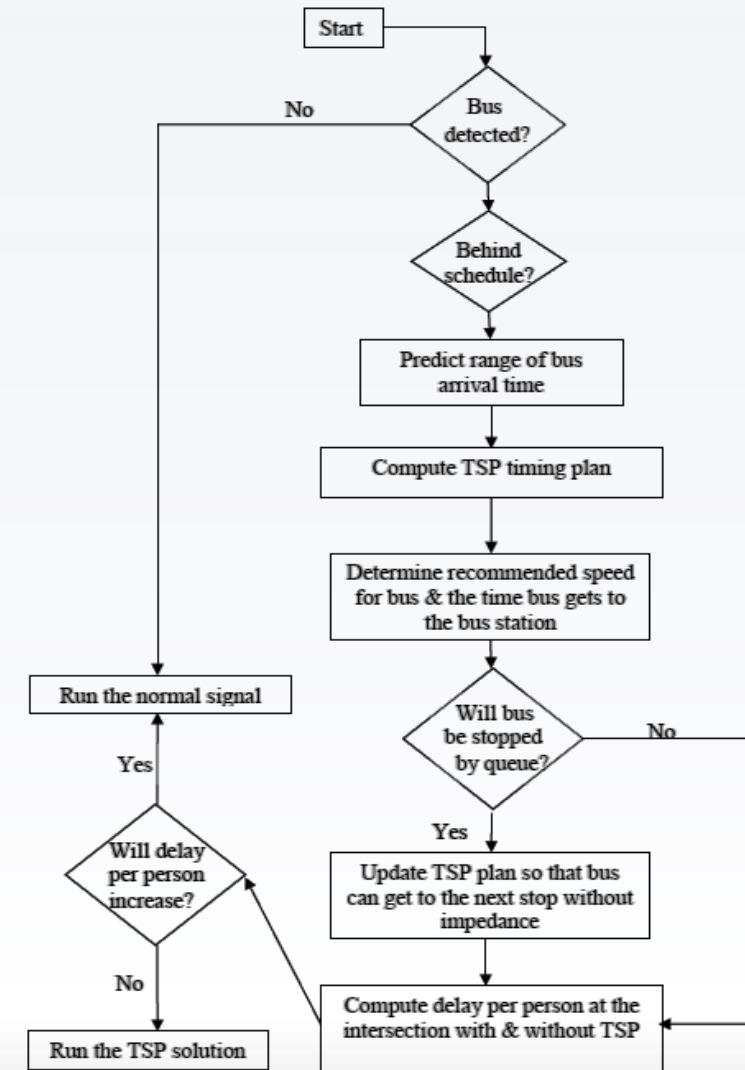 Start
No
Bus
detected?
Behind
schedule?
Predict range of bus
arrival time
Compute TSP timing plan
Determine recommended speed
for bus & the time bus gets to
the bus station
Run the normal signal
Will bus
be stopped
by queue?
No
Yes
Yes
Will delay
per person
increase?
Update TSP plan so that bus
can get to the next stop without
impedance
No
Compute delay per person at the
intersection with & without TSP
Run the TSP solution